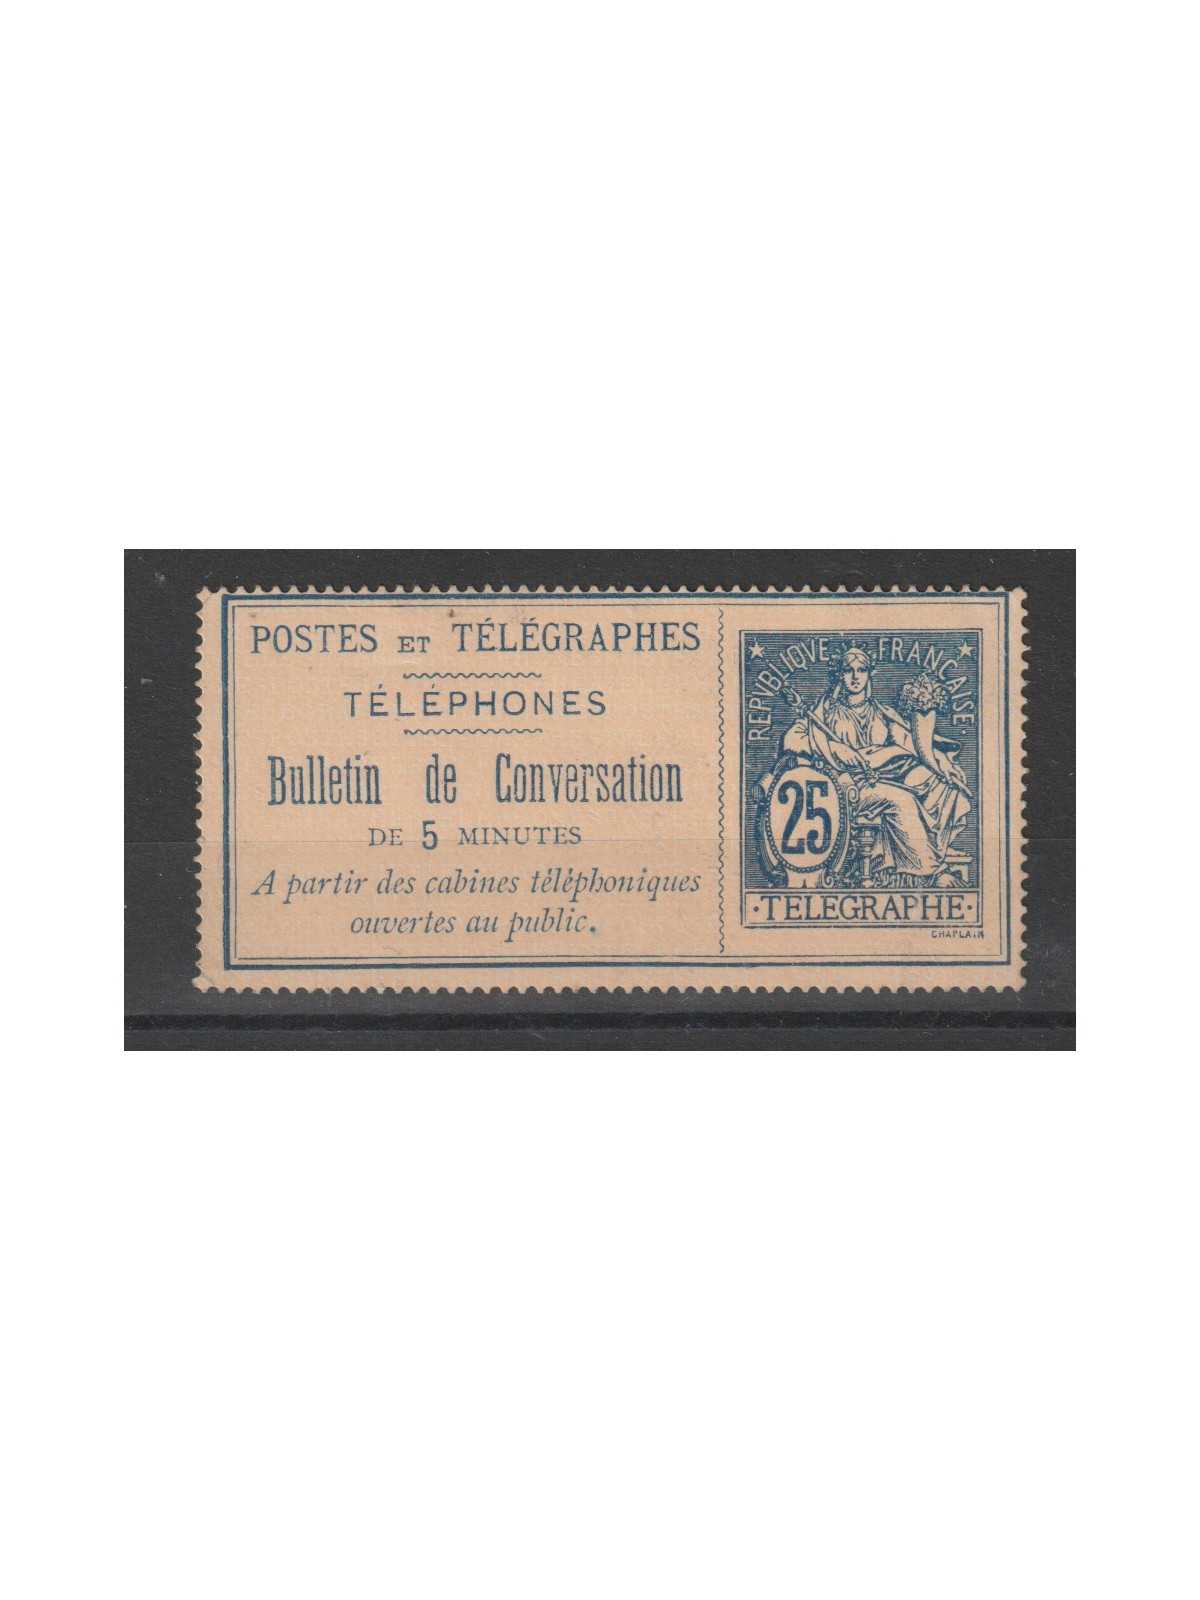 POSTES ET TÉLÉGRAPHES
TÉLÉPHONES
Bulletin de Conversation
DE 5 MINUTES
A partir des cabines téléphoniques
ouvertes au public.
REPVBLIQVE FRANÇAISE
25
·TELEGRAPHE·
CHAPLAIN